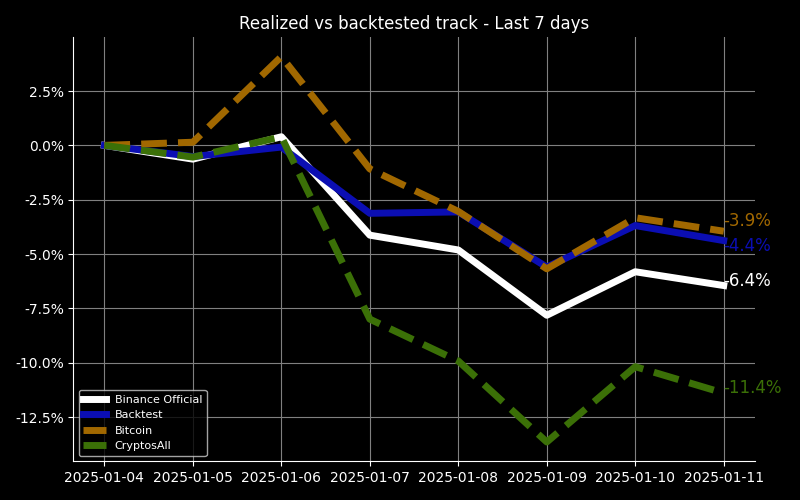 Realized vs backtested track - Last 7 days
2.5%
0.0%
-2.5%
-5.0%
-7.5%
-10.0%
-12.5%
-3.9%
-4.4%
-6.4%
-11.4%
Binance Official
Backtest
Bitcoin
CryptosAll
2025-01-04 2025-01-05 2025-01-06 2025-01-07 2025-01-08 2025-01-09 2025-01-10 2025-01-11